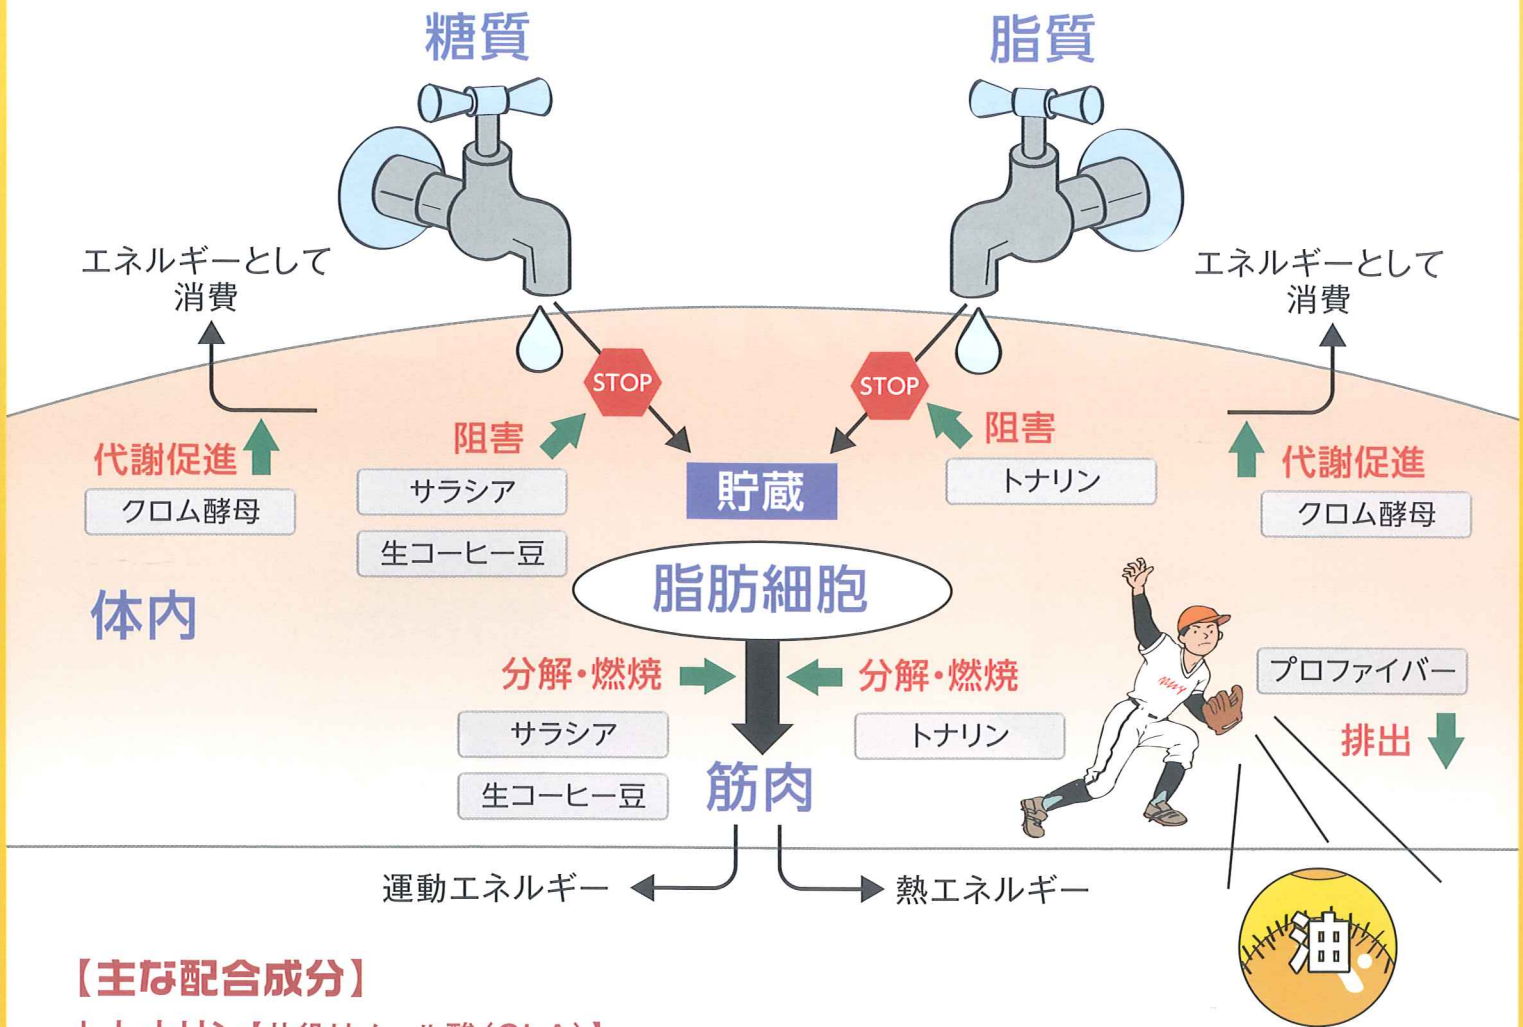 糖質
脂質
エネルギーとして
消費
エネルギーとして
消費
STOP
STOP
阻害
阻害
代謝促進
代謝促進
クロム酵母
サラシア
生コーヒー豆
貯蔵
トナリン
クロム酵母
脂肪細胞
体内
分解・燃焼
分解・燃焼
サラシア
生コーヒー豆
トナリン
プロファイバー
排出
筋肉
運動エネルギー
熱エネルギー
油
【主な配合成分】